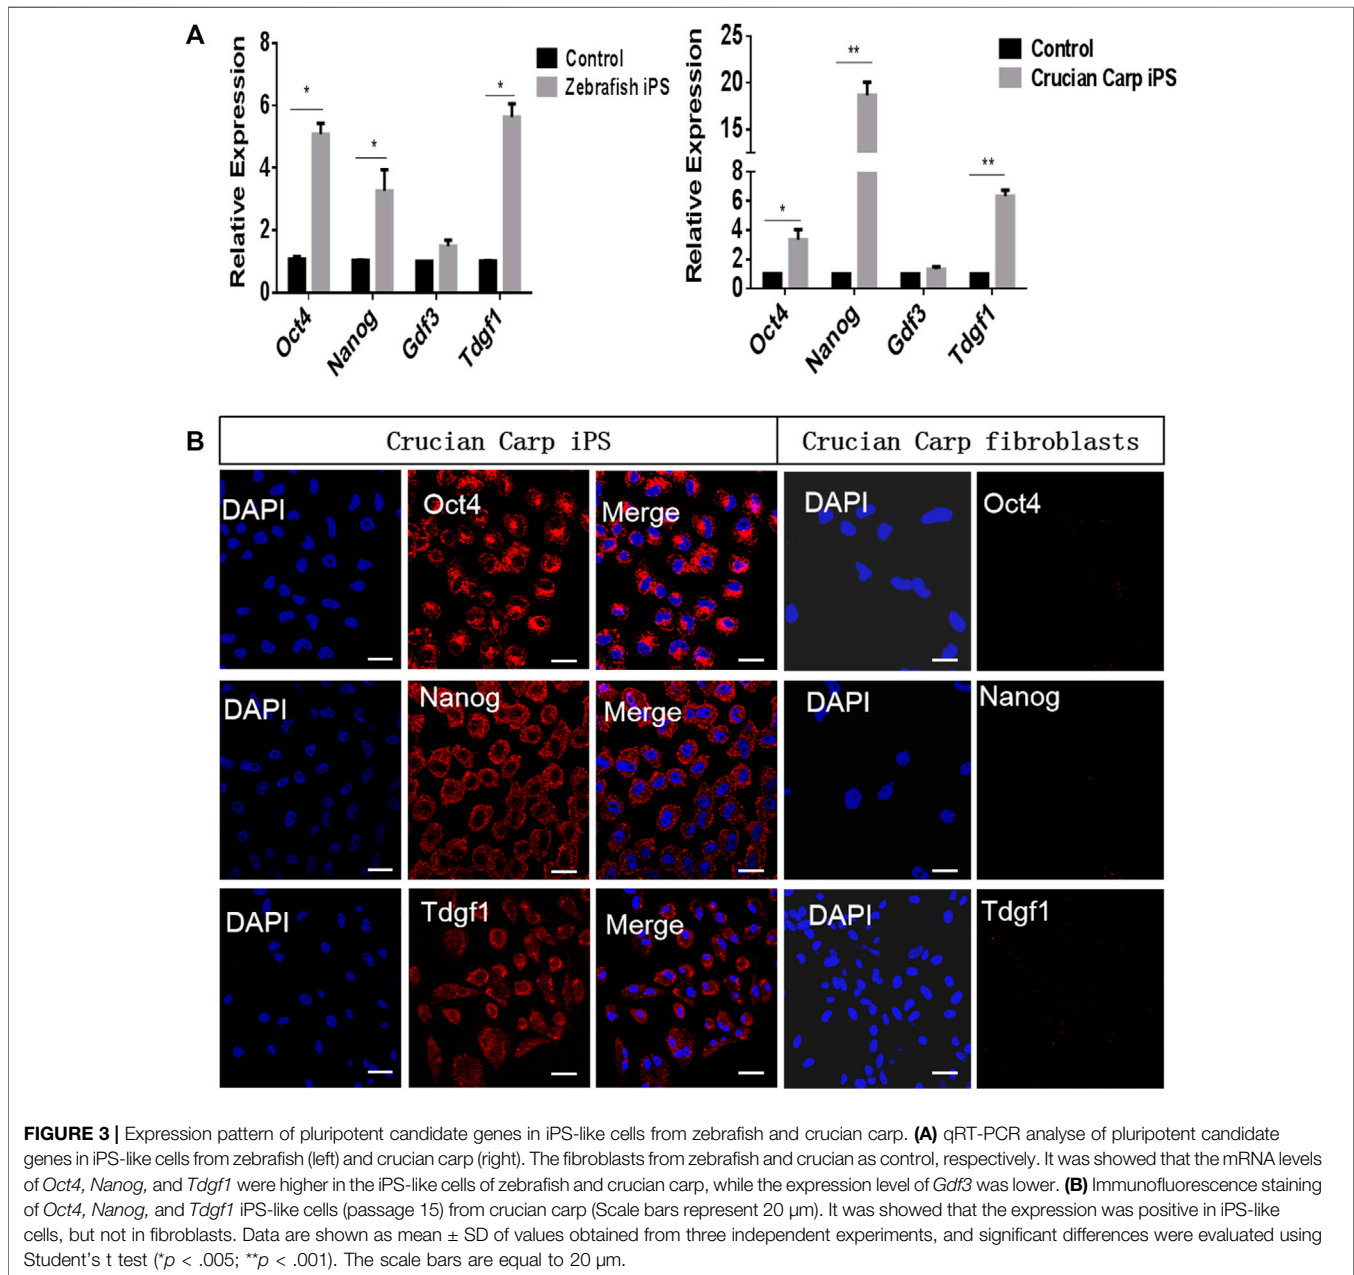 A
8
6
4
2
0
Relative Expression
*
*
*
Control
Zebrafish iPS
Oct4
Nanog
Gdf3
Tdgf1
25
20
15
8
6
4
2
0
Relative Expression
*
**
**
Control
Crucian Carp iPS
Oct4
Nanog
Gdf3
Tdgf1
B
Crucian Carp iPS
Crucian Carp fibroblasts
DAPI
Oct4
Merge
DAPI
Oct4
DAPI
Nanog
Merge
DAPI
Nanog
DAPI
Tdgf1
Merge
DAPI
Tdgf1
FIGURE 3 | Expression pattern of pluripotent candidate genes in iPS-like cells from zebrafish and crucian carp. (A) qRT-PCR analyse of pluripotent candidate
genes in iPS-like cells from zebrafish (left) and crucian carp (right). The fibroblasts from zebrafish and crucian as control, respectively. It was showed that the mRNA levels
of Oct4, Nanog, and Tdgf1 were higher in the iPS-like cells of zebrafish and crucian carp, while the expression level of Gdf3 was lower. (B) Immunofluorescence staining
of Oct4, Nanog, and Tdgf1 iPS-like cells (passage 15) from crucian carp (Scale bars represent 20 μm). It was showed that the expression was positive in iPS-like
cells, but not in fibroblasts. Data are shown as mean ± SD of values obtained from three independent experiments, and significant differences were evaluated using
Student's t test (*p < .005; **p < .001). The scale bars are equal to 20 μm.